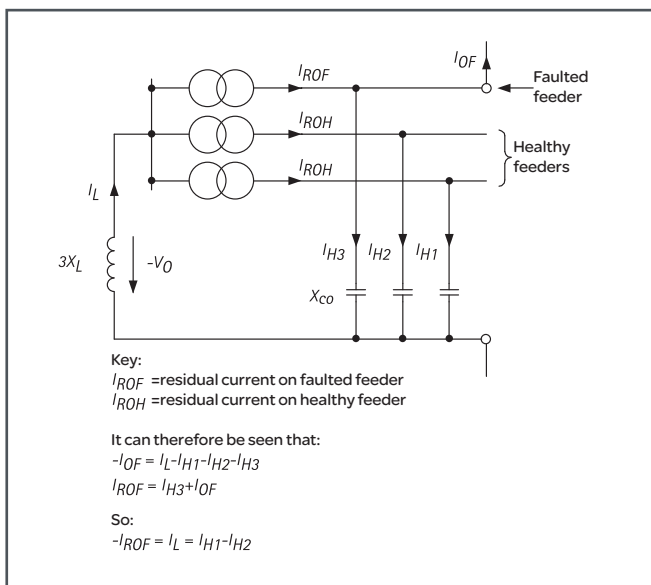 I_OF
I_ROF
Faulted
feeder
I_ROH
Healthy
feeders
I_ROH
I_L
I_H3 I_H2 I_H1
3X_L -V_O
X_CO
Key:
I_ROF =residual current on faulted feeder
I_ROH =residual current on healthy feeder
It can therefore be seen that:
-I_OF = I_L-I_H1-I_H2-I_H3
I_ROF = I_H3+I_OF
So:
-I_ROF = I_L = I_H1-I_H2